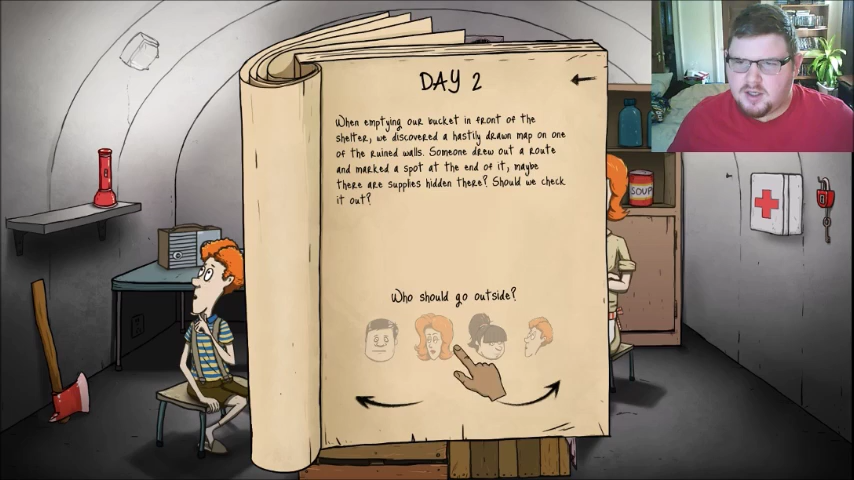 DAY 2
When emptying our bucket in front of the
shelter, we discovered a hastily drawn map on one
of the ruined walls. Someone drew out a route
and marked a spot at the end of it, maybe
there are supplies hidden there? Should we check
it out?
SOUP
Who should go outside?